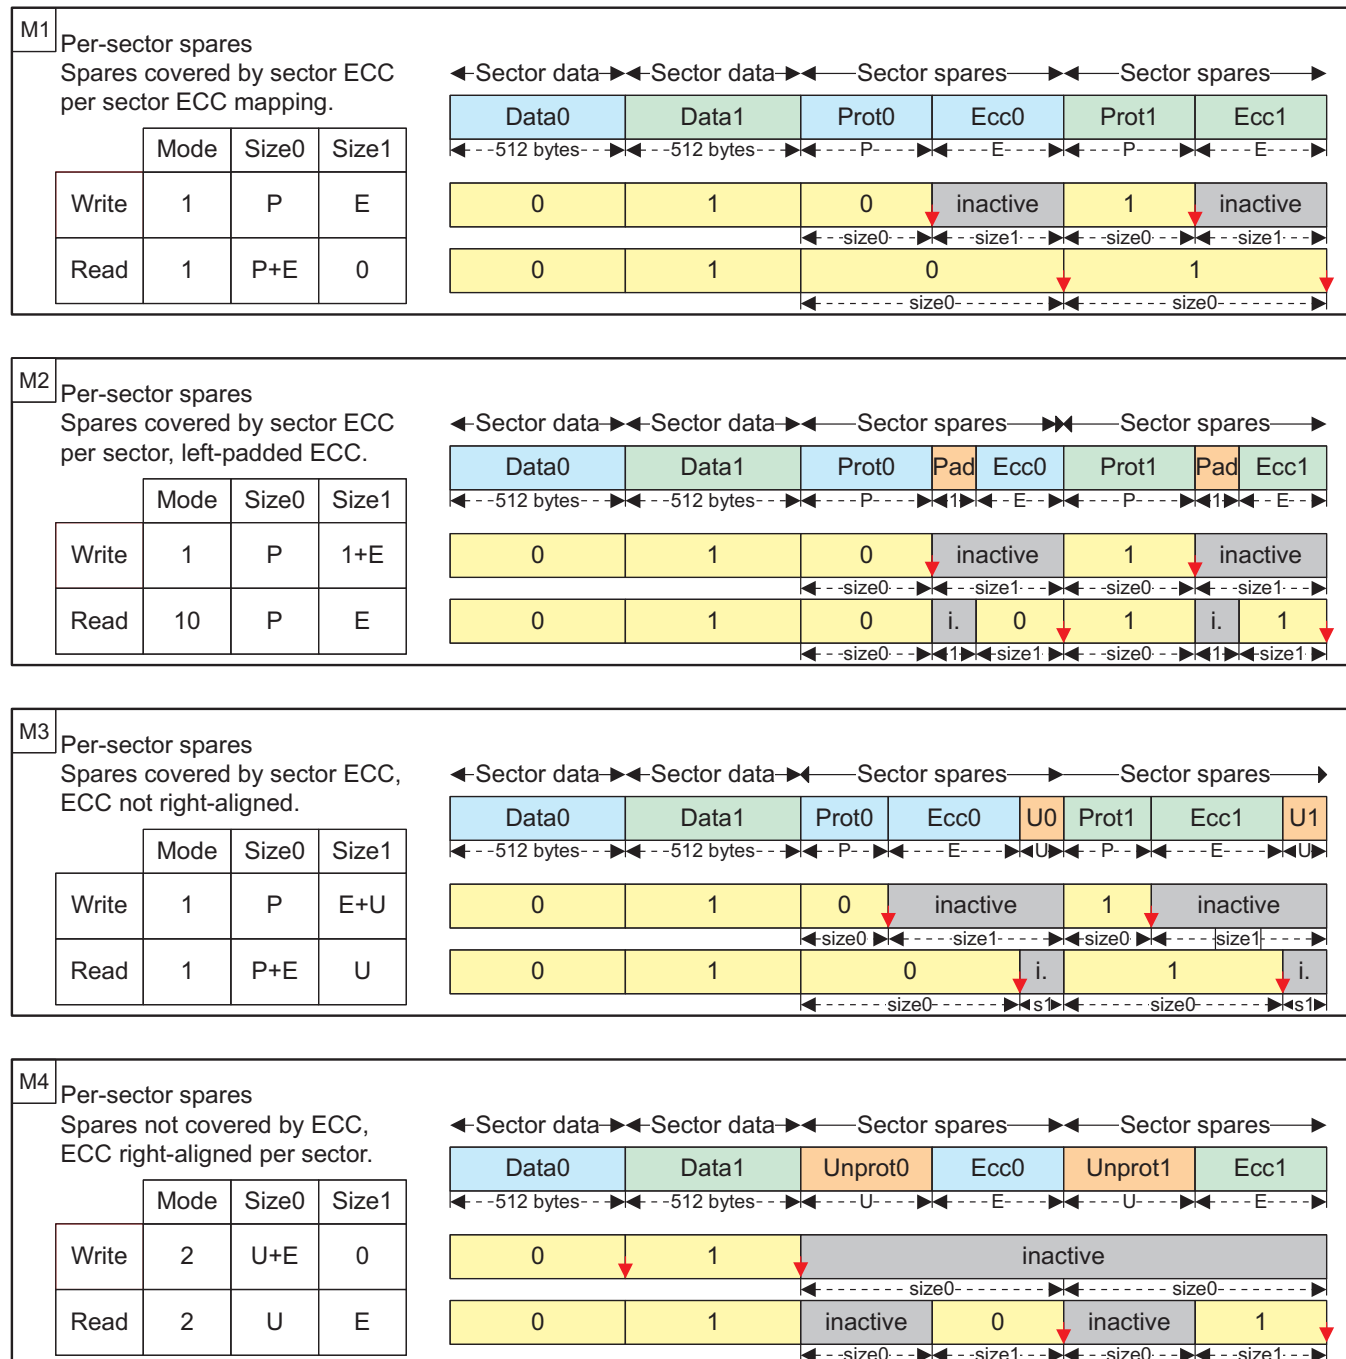 M1
Per-sector spares
Spares covered by sector ECC
per sector ECC mapping.
Mode Size0 Size1
Write 1 P E
Read 1 P+E 0
Sector data Sector data Sector spares Sector spares
Data0 Data1 Prot0 Ecc0 Prot1 Ecc1
512 bytes 512 bytes P E P E
0 1 0 inactive 1 inactive
size0 size1 size0 size1
0 1 0 1
size0 size0
M2
Per-sector spares
Spares covered by sector ECC
per sector, left-padded ECC.
Mode Size0 Size1
Write 1 P 1+E
Read 10 P E
Sector data Sector data Sector spares Sector spares
Data0 Data1 Prot0 Pad Ecc0 Prot1 Pad Ecc1
512 bytes 512 bytes P 1 E P 1 E
0 1 0 inactive 1 inactive
size0 size1 size0 size1
0 1 0 i. 0 1 i. 1
size0 1 size1 size0 1 size1
M3
Per-sector spares
Spares covered by sector ECC,
ECC not right-aligned.
Mode Size0 Size1
Write 1 P E+U
Read 1 P+E U
Sector data Sector data Sector spares Sector spares
Data0 Data1 Prot0 Ecc0 U0 Prot1 Ecc1 U1
512 bytes 512 bytes P E U P E U
0 1 0 inactive 1 inactive
size0 size1 size0 size1
0 1 0 i. 1 i.
size0 s1 size0 s1
M4
Per-sector spares
Spares not covered by ECC,
ECC right-aligned per sector.
Mode Size0 Size1
Write 2 U+E 0
Read 2 U E
Sector data Sector data Sector spares Sector spares
Data0 Data1 Unprot0 Ecc0 Unprot1 Ecc1
512 bytes 512 bytes U E U E
0 1 inactive
size0 size0
0 1 inactive 0 inactive 1
size0 size1 size0 size1